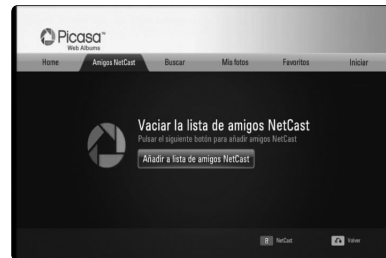 Picasa™
Web Albums
Home Amigos NetCast Buscar Mis fotos Favoritos Iniciar
Vaciar la lista de amigos NetCast
Pulsar el siguiente botón para añadir amigos NetCast
Añadir a lista de amigos NetCast
R NetCast Volver